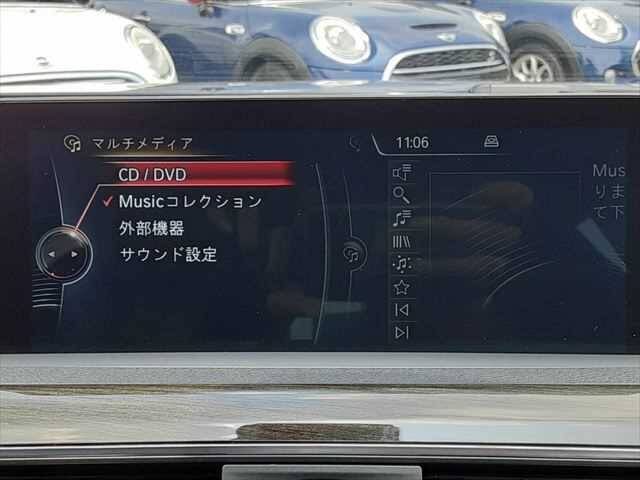 マルチメディア
11:06
CD / DVD
Musicコレクション
外部機器
サウンド設定
Mus
りま
て下